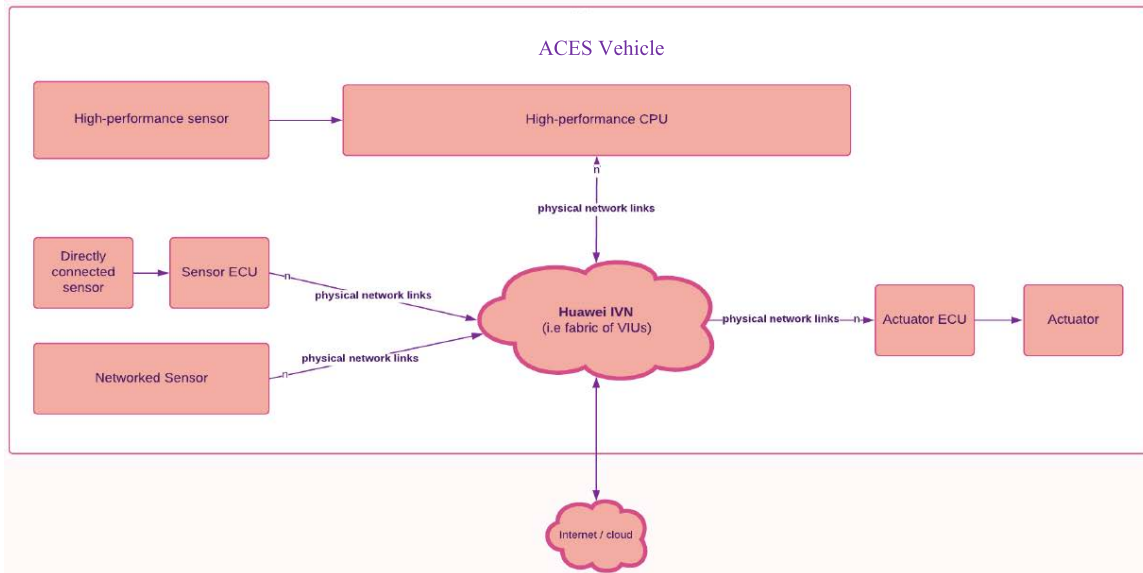 ACES Vehicle
High-performance sensor
High-performance CPU
n
physical network links
Directly
connected
sensor
Sensor ECU
n
physical network links
Huawei IVN
(i.e fabric of VIUs)
physical network links
n
Actuator ECU
Actuator
Networked Sensor
n
physical network links
Internet / cloud